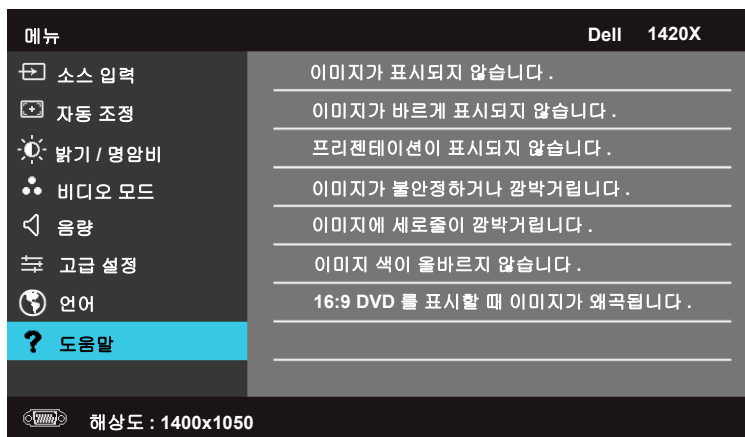 메뉴 Dell 1420X
소스 입력
자동 조정
밝기 / 명암비
비디오 모드
음량
고급 설정
언어
도움말
이미지가 표시되지 않습니다 .
이미지가 바르게 표시되지 않습니다 .
프리젠테이션이 표시되지 않습니다 .
이미지가 불안정하거나 깜박거립니다 .
이미지에 세로줄이 깜박거립니다 .
이미지 색이 올바르지 않습니다 .
16:9 DVD 를 표시할 때 이미지가 왜곡됩니다 .
해상도 : 1400x1050